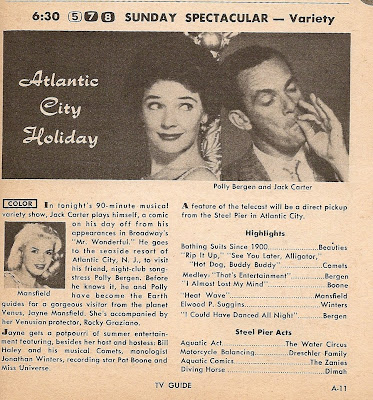 6:30 5 7 8 SUNDAY SPECTACULAR — Variety
Atlantic
City
Holiday
Polly Bergen and Jack Carter
COLOR In tonight's 90-minute musical
variety show, Jack Carter plays himself, a comic
on his day off from his
appearances in Broadway's
"Mr. Wonderful." He goes
to the seaside resort of
Atlantic City, N. J., to visit
his friend, night-club song-
stress Polly Bergen. Before
he knows it, he and Polly
have become the Earth
Mansfield
guides for a gorgeous visitor from the planet
Venus, Jayne Mansfield. She's accompanied by
her Venusian protector, Rocky Graziano.
Jayne gets a potpourri of summer entertain-
ment featuring, besides her host and hostess: Bill
Haley and his musical Comets, monologist
Jonathan Winters, recording star Pat Boone and
Miss Universe.
A feature of the telecast will be a direct pickup
from the Steel Pier in Atlantic City.
Highlights
Bathing Suits Since 1900......Beauties
"Rip It Up," "See You Later, Alligator,"
"Hot Dog, Buddy Buddy"......Comets
Medley: "That's Entertainment"......Bergen
"I Almost Lost My Mind"......Boone
"Heat Wave"......Mansfield
Elwood P. Suggins......Winters
"I Could Have Danced All Night"......Bergen
Steel Pier Acts
Aquatic Act......The Water Circus
Motorcycle Balancing......Dreschler Family
Aquatic Comics......The Zanies
Diving Horse......Dimah
TV GUIDE
A-11